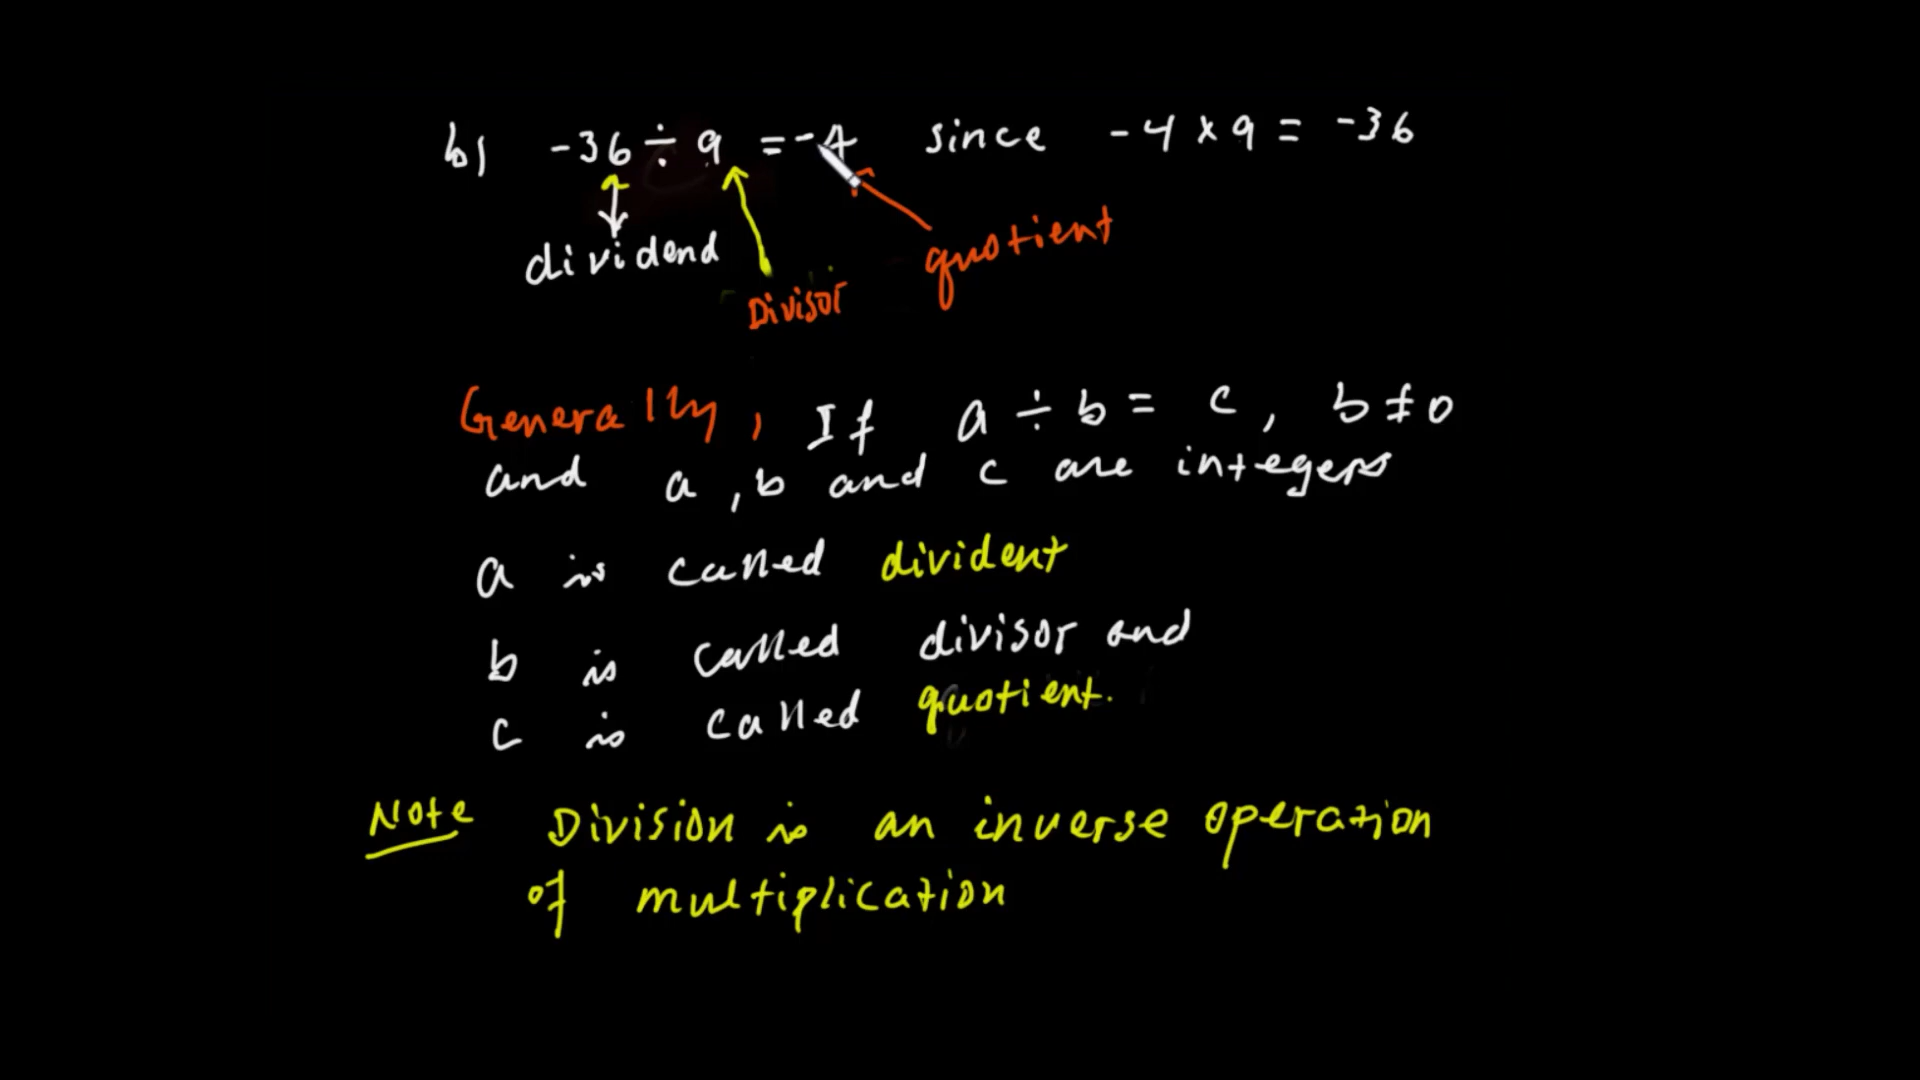 b) -36 ÷ 9 = -4 since -4 × 9 = -36
dividend
quotient
Divisor
Generally, If a ÷ b = c, b ≠ 0
and a, b and c are integers
a is called divident
b is called divisor and
c is called quotient.
Note Division is an inverse operation
of multiplication